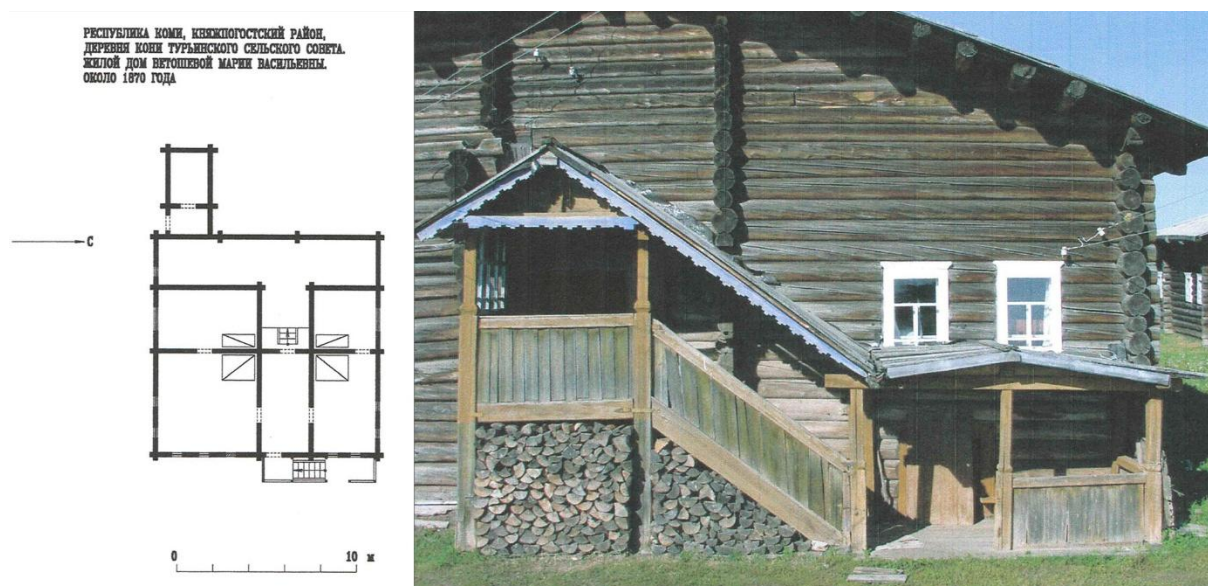 РЕСПУБЛИКА КОМИ, КНЯЖПОГОСТСКИЙ РАЙОН,
ДЕРЕВНЯ КОНИ ТУРЬИНСКОГО СЕЛЬСКОГО СОВЕТА.
ЖИЛОЙ ДОМ ВЕТОШЕВОЙ МАРИИ ВАСИЛЬЕВНЫ.
ОКОЛО 1870 ГОДА
С
0 10 м